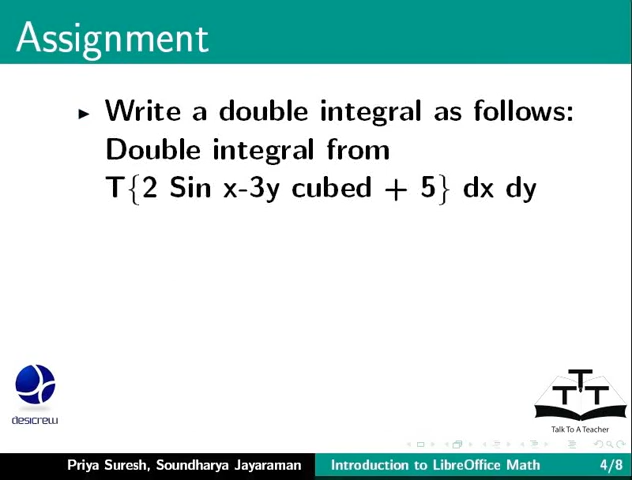 Assignment
Write a double integral as follows:
Double integral from
T{2 Sin x-3y cubed + 5} dx dy
desicrew
T T T
Talk To A Teacher
Priya Suresh, Soundharya Jayaraman Introduction to LibreOffice Math 4/8